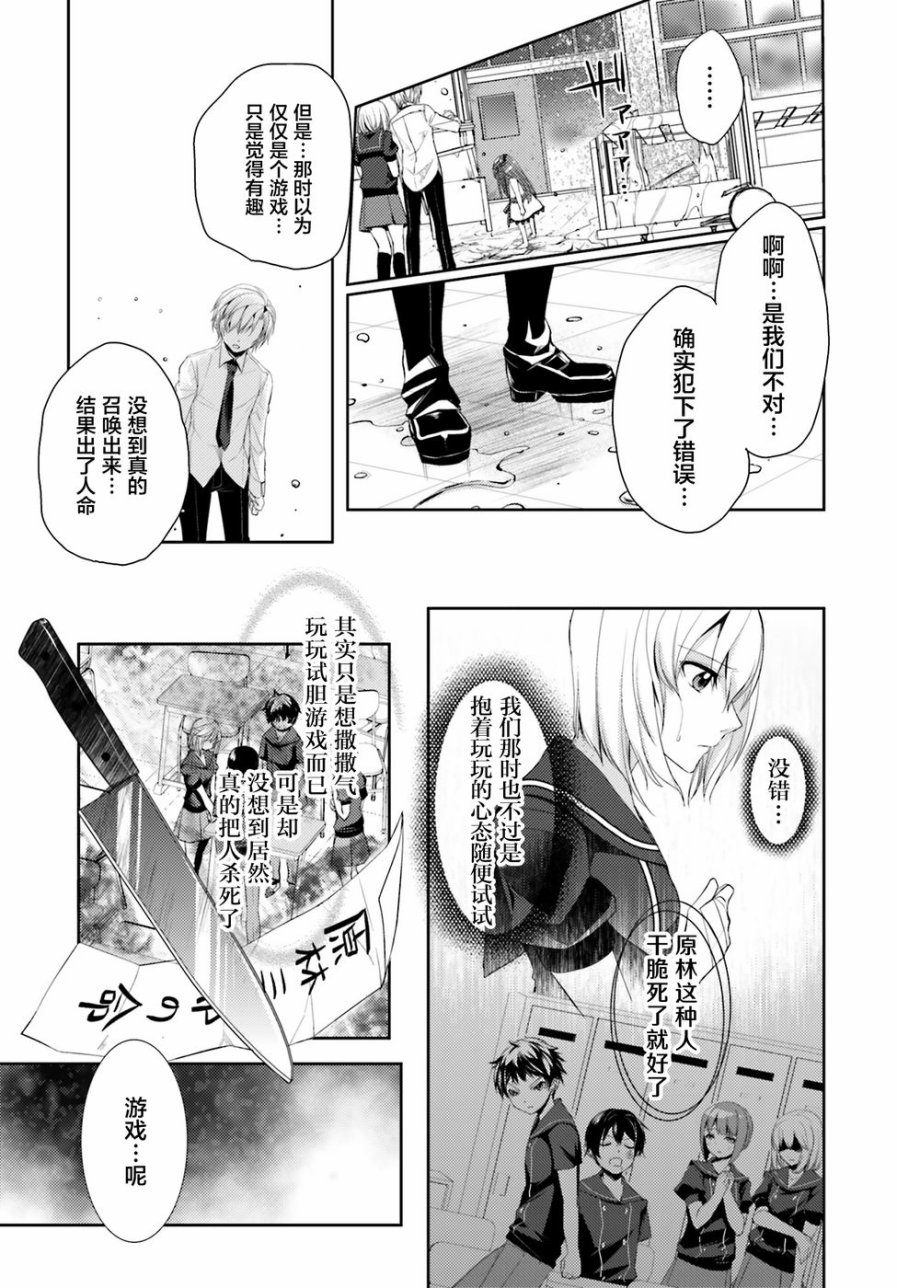 ……
ザァァァ…
啊啊…是我们不对…
确实犯下了错误…
但是…那时以为
仅仅是个游戏…
只是觉得有趣
没想到真的
召唤出来…
结果出了人命
没错…
我们那时也不过是
抱着玩玩的心态随便试试
原林这种人
干脆死了就好了
其实只是想撒撒气
玩玩试胆游戏而已
可是却
没想到居然
真的把人杀死了
原林三
の命
游戏…呢